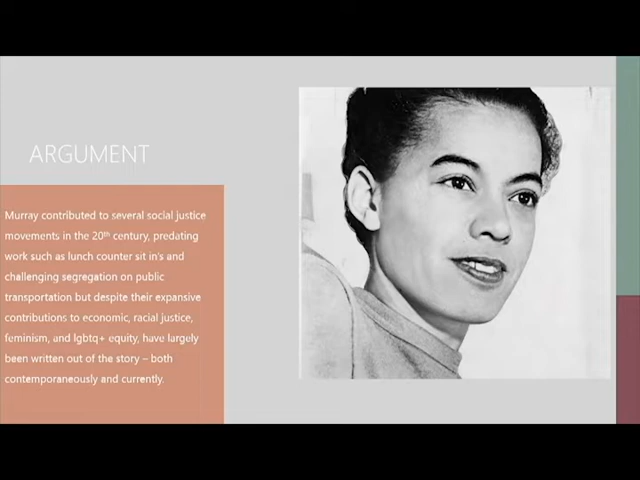 ARGUMENT
Murray contributed to several social justice
movements in the 20th century, predating
work such as lunch counter sit in's and
challenging segregation on public
transportation but despite their expansive
contributions to economic, racial justice,
feminism, and lgbtq+ equity, have largely
been written out of the story – both
contemporaneously and currently.